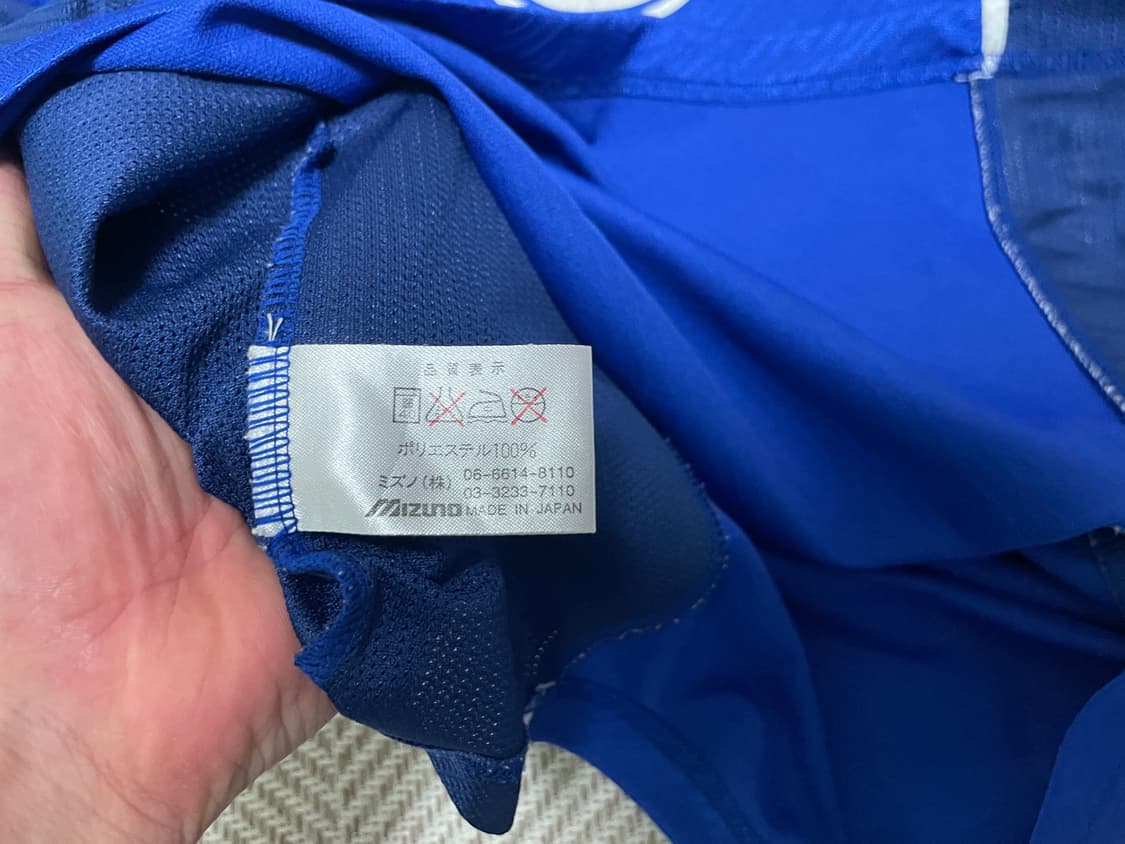 品質表示
ポリエステル100%
ミズノ(株) 06-6614-8110
03-3233-7110
MIZUNO MADE IN JAPAN